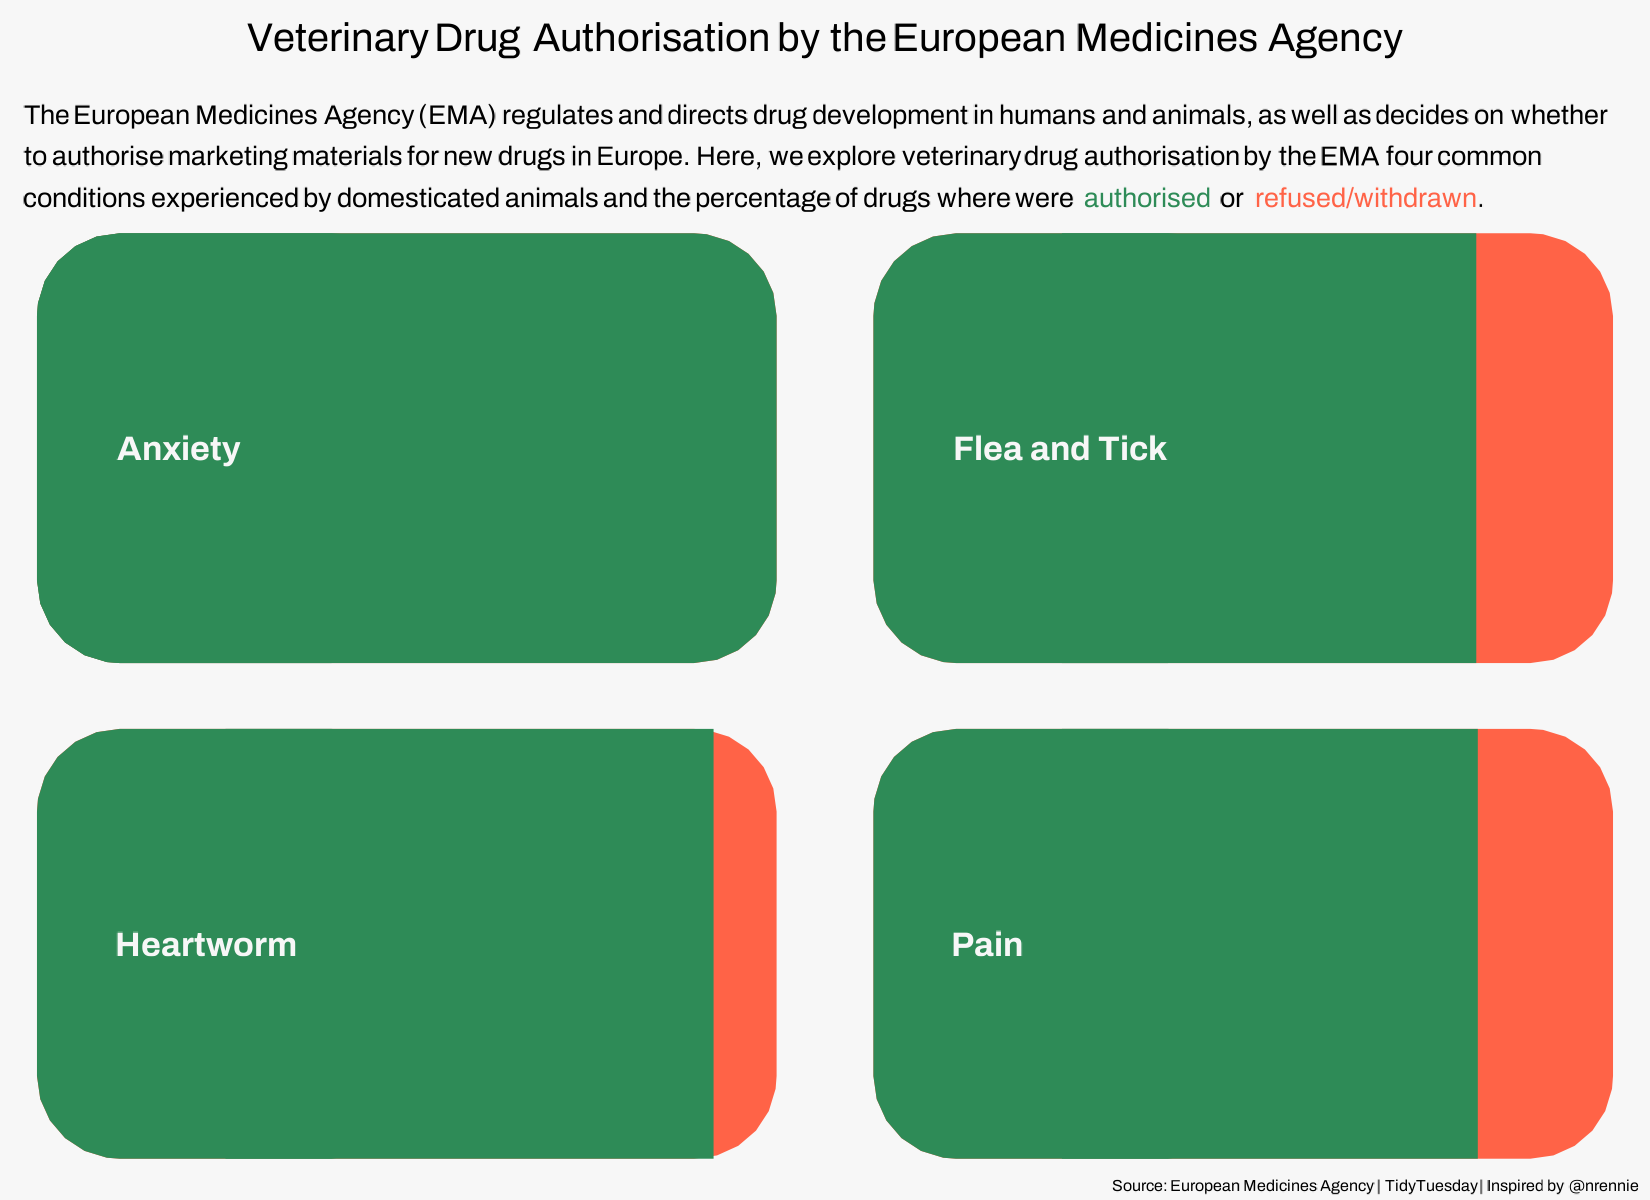 Veterinary Drug Authorisation by the European Medicines Agency
The European Medicines Agency (EMA) regulates and directs drug development in humans and animals, as well as decides on whether
to authorise marketing materials for new drugs in Europe. Here, we explore veterinary drug authorisation by the EMA four common
conditions experienced by domesticated animals and the percentage of drugs where were authorised or refused/withdrawn.
Anxiety
Flea and Tick
Heartworm
Pain
Source: European Medicines Agency | TidyTuesday | Inspired by @nrennie